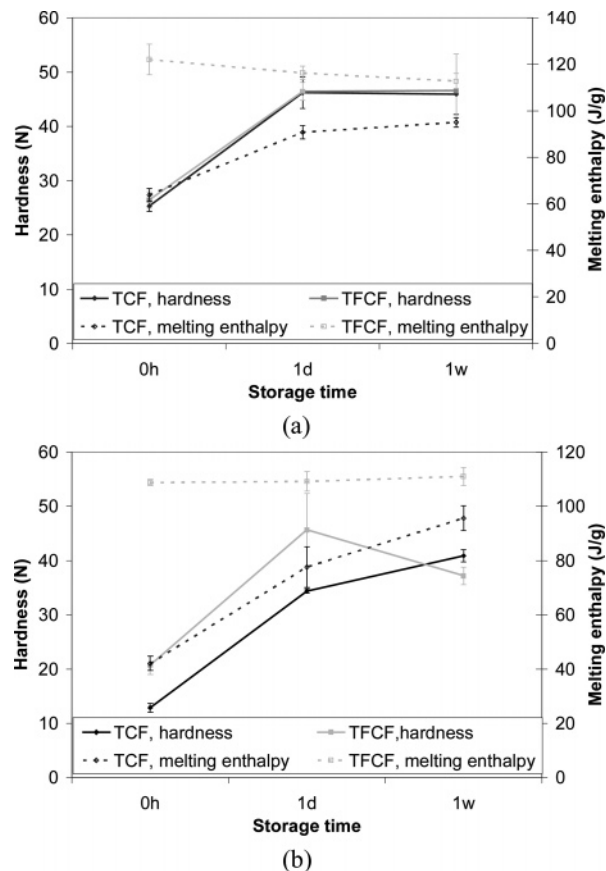 60
50
40
30
20
10
0
Hardness (N)
140
120
100
80
60
40
20
0
Melting enthalpy (J/g)
TCF, hardness
TFCF, hardness
TCF, melting enthalpy
TFCF, melting enthalpy
0h
1d
1w
Storage time
(a)
60
50
40
30
20
10
0
Hardness (N)
120
100
80
60
40
20
0
Melting enthalpy (J/g)
TCF, hardness
TFCF,hardness
TCF, melting enthalpy
TFCF, melting enthalpy
0h
1d
1w
Storage time
(b)